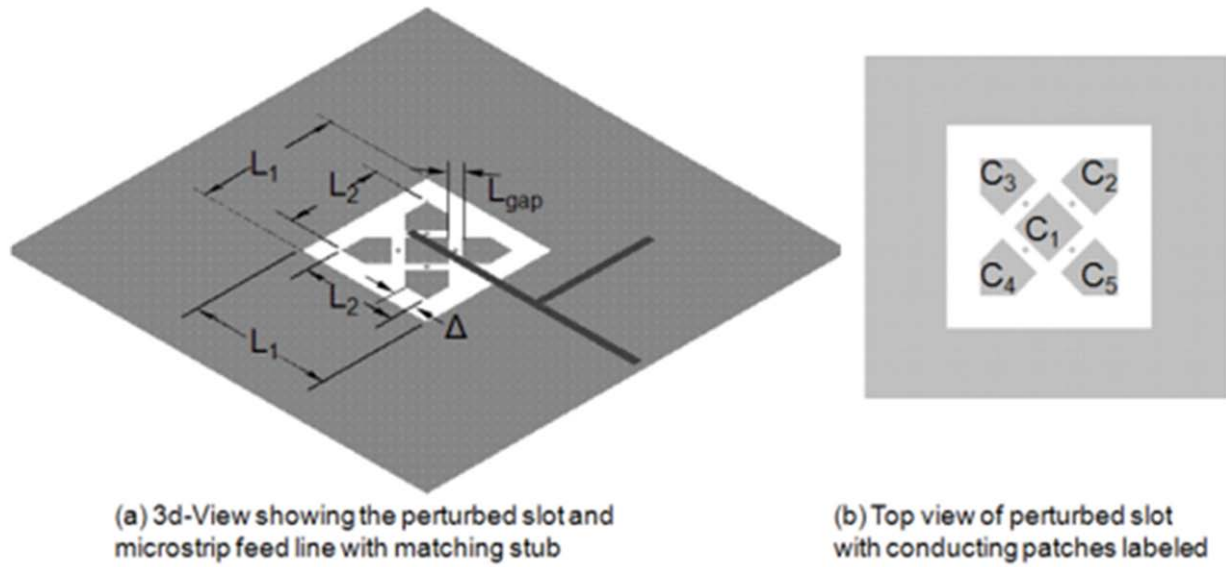 L1
L2
Lgap
L2
L1
Δ
C3
C2
C1
C4
C5
(a) 3d-View showing the perturbed slot and
microstrip feed line with matching stub
(b) Top view of perturbed slot
with conducting patches labeled